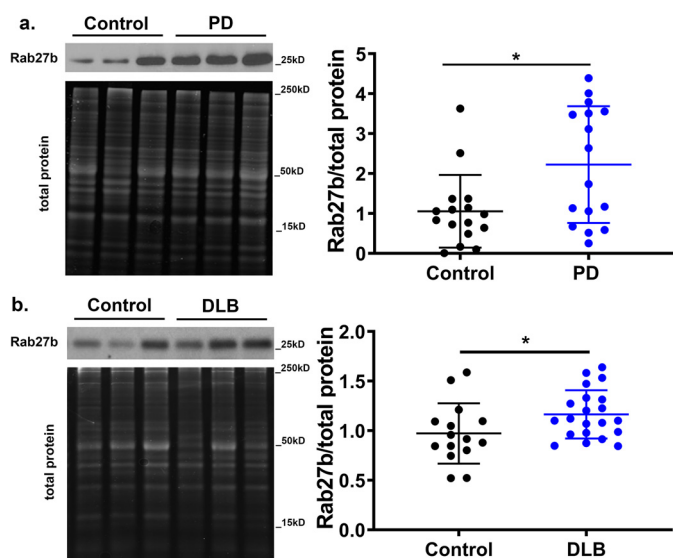 a.
Control PD
Rab27b
_25kD
_250kD
_50kD
_15kD
total protein
*
Rab27b/total protein
5
4
3
2
1
0
Control PD
b.
Control DLB
Rab27b
_25kD
_250kD
_50kD
_15kD
total protein
*
Rab27b/total protein
2.0
1.5
1.0
0.5
0.0
Control DLB